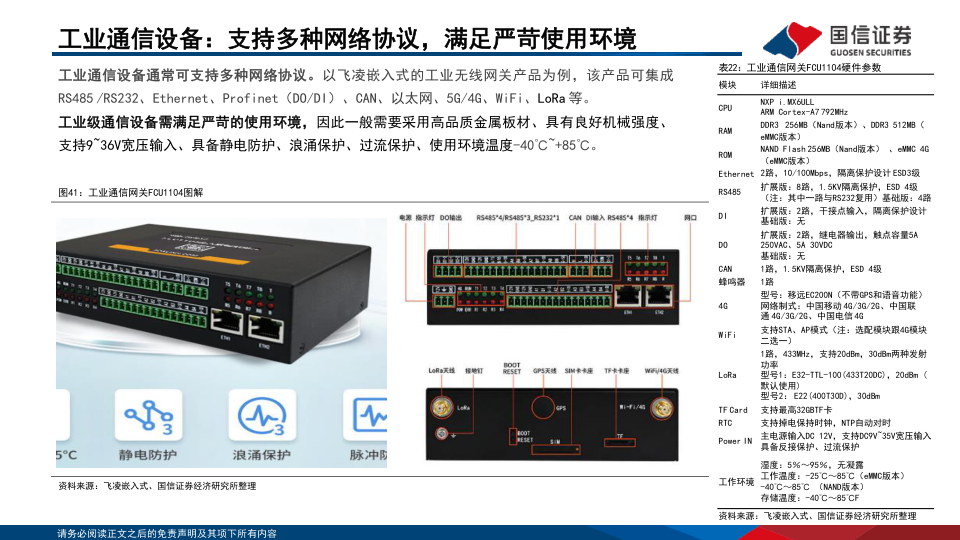 工业通信设备：支持多种网络协议，满足严苛使用环境
国信证券
GUOSEN SECURITIES
工业通信设备通常可支持多种网络协议。以飞凌嵌入式的工业无线网关产品为例，该产品可集成
RS485 /RS232、Ethernet、Profinet（DO/DI）、CAN、以太网、5G/4G、WiFi、LoRa 等。
工业级通信设备需满足严苛的使用环境，因此一般需要采用高品质金属板材、具有良好机械强度、
支持9~36V宽压输入、具备静电防护、浪涌保护、过流保护、使用环境温度-40℃~+85℃。
图41：工业通信网关FCU1104图解
T5 T6 T7 T8 Y
R5 R6 R7 R8 R
ETH1
ETH2
5℃
静电防护
浪涌保护
脉冲防
电源 指示灯 DO输出 RS485*4/RS485*3_RS232*1 CAN DI输入 RS485*4 指示灯 网口
T5 T6 T7 T8 Y
R5 R6 R7 R8 R
ETH1 ETH2
LoRa天线 接地钉 BOOT RESET GPS天线 SIM卡卡座 TF卡卡座 WiFi/4G天线
LoRa
GPS
Wi-Fi/4G
BOOT
RESET
SIM
TF
资料来源：飞凌嵌入式、国信证券经济研究所整理
表22：工业通信网关FCU1104硬件参数
模块 详细描述
CPU NXP i.MX6ULL
ARM Cortex-A7 792MHz
RAM DDR3 256MB（Nand版本）、DDR3 512MB（
eMMC版本）
ROM NAND Flash 256MB（Nand版本） 、eMMC 4G
（eMMC版本）
Ethernet 2路，10/100Mbps，隔离保护设计 ESD3级
RS485 扩展版：8路，1.5KV隔离保护，ESD 4级
（注：其中一路与RS232复用）基础版：4路
DI 扩展版：2路，干接点输入，隔离保护设计
基础版：无
DO 扩展版：2路，继电器输出，触点容量5A
250VAC、5A 30VDC
基础版：无
CAN 1路，1.5KV隔离保护，ESD 4级
蜂鸣器 1路
4G 型号：移远EC200N（不带GPS和语音功能）
网络制式：中国移动 4G/3G/2G、中国联
通 4G/3G/2G、中国电信 4G
WiFi 支持STA、AP模式（注：选配模块跟4G模块
二选一）
LoRa 1路，433MHz，支持20dBm，30dBm两种发射
功率
型号1：E32-TTL-100(433T20DC)，20dBm（
默认使用）
型号2： E22(400T30D)，30dBm
TF Card 支持最高32GBTF卡
RTC 支持掉电保持时钟，NTP自动对时
Power IN 主电源输入DC 12V，支持DC9V~35V宽压输入
具备反接保护、过流保护
工作环境 湿度：5％～95％，无凝露
工作温度：-25℃～85℃（eMMC版本）
-40℃～85℃ （NAND版本）
存储温度：-40℃～85℃F
资料来源：飞凌嵌入式、国信证券经济研究所整理
请务必阅读正文之后的免责声明及其项下所有内容